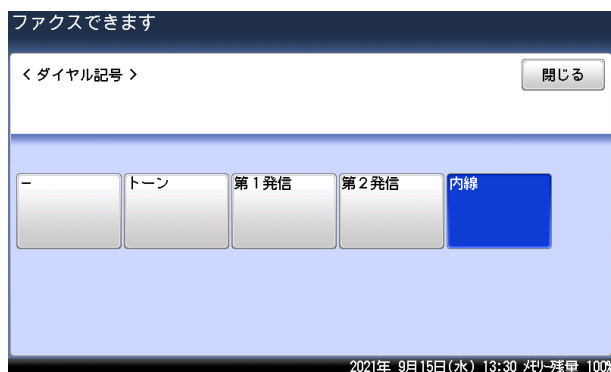 ファクスできます
< ダイヤル記号 >
閉じる
−
トーン
第1発信
第2発信
内線
2021年 9月15日(水) 13:30 メモリー残量 100%